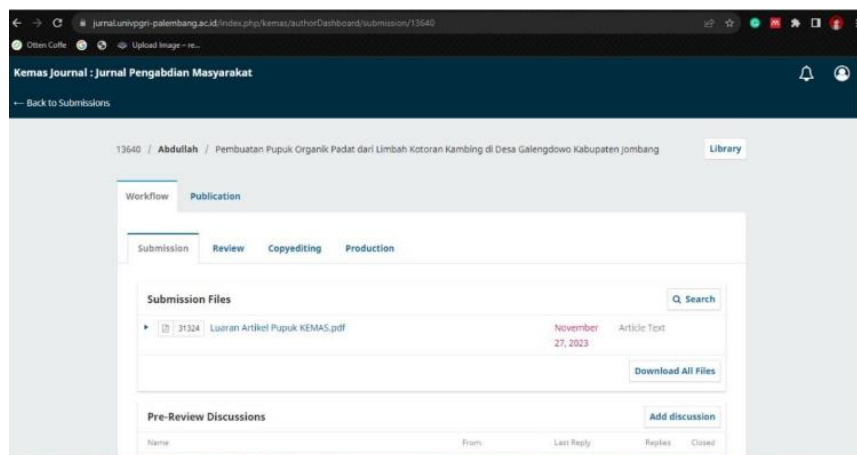 jurnal.univpgri-palembang.ac.id/index.php/kemas/authorDashboard/submission/13640
Otten Coffe
Upload Image - re...
Kemas Journal : Jurnal Pengabdian Masyarakat
← Back to Submissions
13640 / Abdullah / Pembuatan Pupuk Organik Padat dari Limbah Kotoran Kambing di Desa Galengdowo Kabupaten Jombang
Library
Workflow Publication
Submission Review Copyediting Production
Submission Files
Search
31324 Luaran Artikel Pupuk KEMAS.pdf
November
27, 2023
Article Text
Download All Files
Pre-Review Discussions
Add discussion
Name From Last Reply Replies Closed